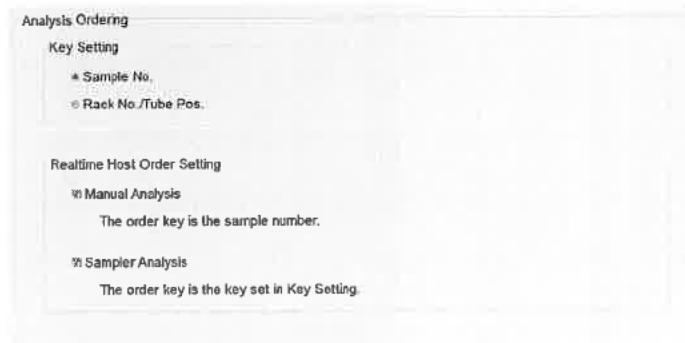 Analysis Ordering
Key Setting
Sample No.
Rack No./Tube Pos.
Realtime Host Order Setting
Manual Analysis
The order key is the sample number.
Sampler Analysis
The order key is the key set in Key Setting.